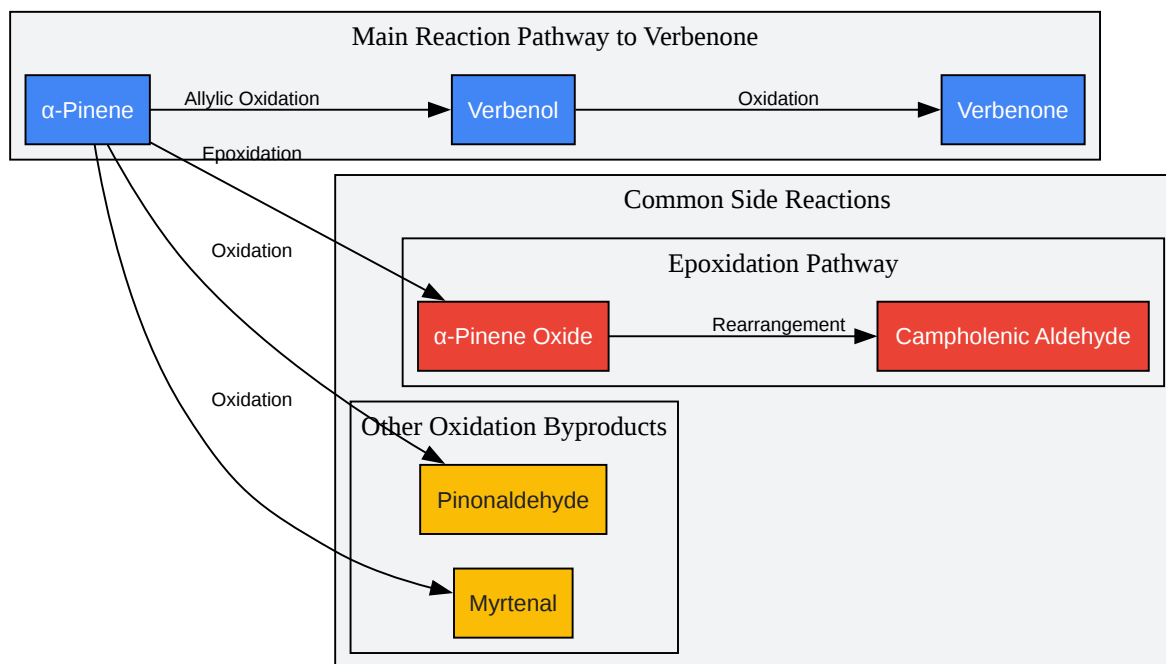 Main Reaction Pathway to Verbenone
α-Pinene
Allylic Oxidation
Verbenol
Oxidation
Verbenone
Epoxidation
Common Side Reactions
Oxidation
Epoxidation Pathway
α-Pinene Oxide
Rearrangement
Campholenic Aldehyde
Oxidation
Other Oxidation Byproducts
Pinonaldehyde
Myrtenal